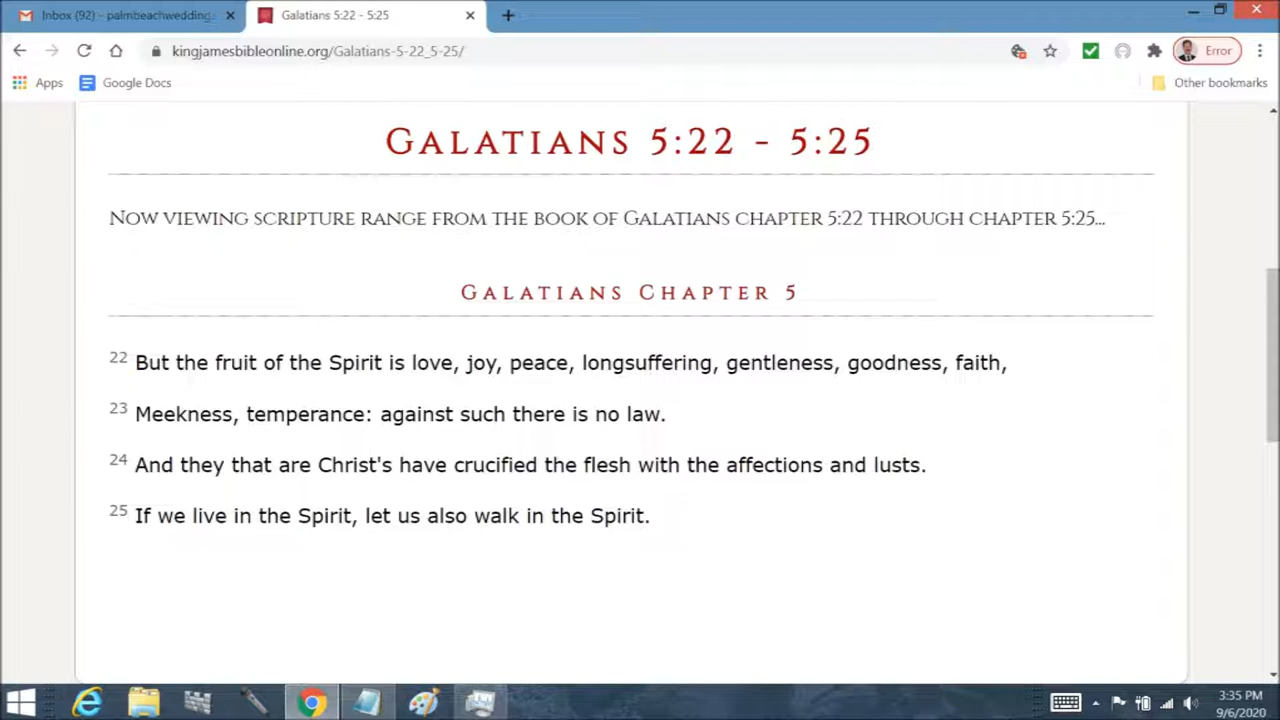 Inbox (92) - palmbeachwedding
Galatians 5:22 - 5:25
kingjamesbibleonline.org/Galatians-5-22_5-25/
Error
Apps
Google Docs
Other bookmarks
GALATIANS 5:22 - 5:25
NOW VIEWING SCRIPTURE RANGE FROM THE BOOK OF GALATIANS CHAPTER 5:22 THROUGH CHAPTER 5:25...
GALATIANS CHAPTER 5
22 But the fruit of the Spirit is love, joy, peace, longsuffering, gentleness, goodness, faith,
23 Meekness, temperance: against such there is no law.
24 And they that are Christ's have crucified the flesh with the affections and lusts.
25 If we live in the Spirit, let us also walk in the Spirit.
3:35 PM
9/6/2020